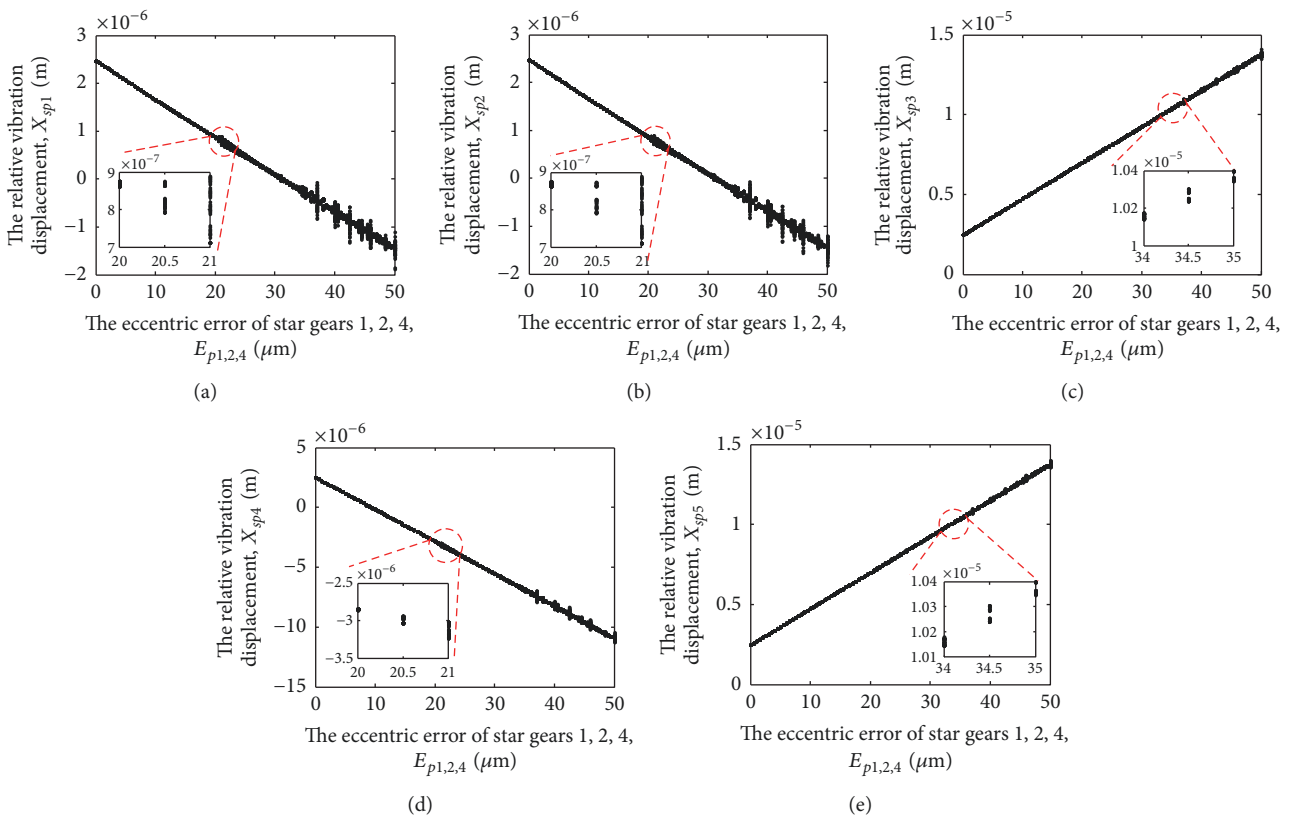 ×10⁻⁶
The relative vibration
displacement, X_sp1 (m)
3
2
1
0
−1
−2
×10⁻⁷
9
8
7
20 20.5 21
0 10 20 30 40 50
The eccentric error of star gears 1, 2, 4,
E_p1,2,4 (μm)
(a)
×10⁻⁶
The relative vibration
displacement, X_sp2 (m)
3
2
1
0
−1
−2
×10⁻⁷
9
8
7
20 20.5 21
0 10 20 30 40 50
The eccentric error of star gears 1, 2, 4,
E_p1,2,4 (μm)
(b)
×10⁻⁵
The relative vibration
displacement, X_sp3 (m)
1.5
1
0.5
0
×10⁻⁵
1.04
1.02
1
34 34.5 35
0 10 20 30 40 50
The eccentric error of star gears 1, 2, 4,
E_p1,2,4 (μm)
(c)
×10⁻⁶
The relative vibration
displacement, X_sp4 (m)
5
0
−5
−10
−15
×10⁻⁶
−2.5
−3
−3.5
20 20.5 21
0 10 20 30 40 50
The eccentric error of star gears 1, 2, 4,
E_p1,2,4 (μm)
(d)
×10⁻⁵
The relative vibration
displacement, X_sp5 (m)
1.5
1
0.5
0
×10⁻⁵
1.04
1.03
1.02
1.01
34 34.5 35
0 10 20 30 40 50
The eccentric error of star gears 1, 2, 4,
E_p1,2,4 (μm)
(e)